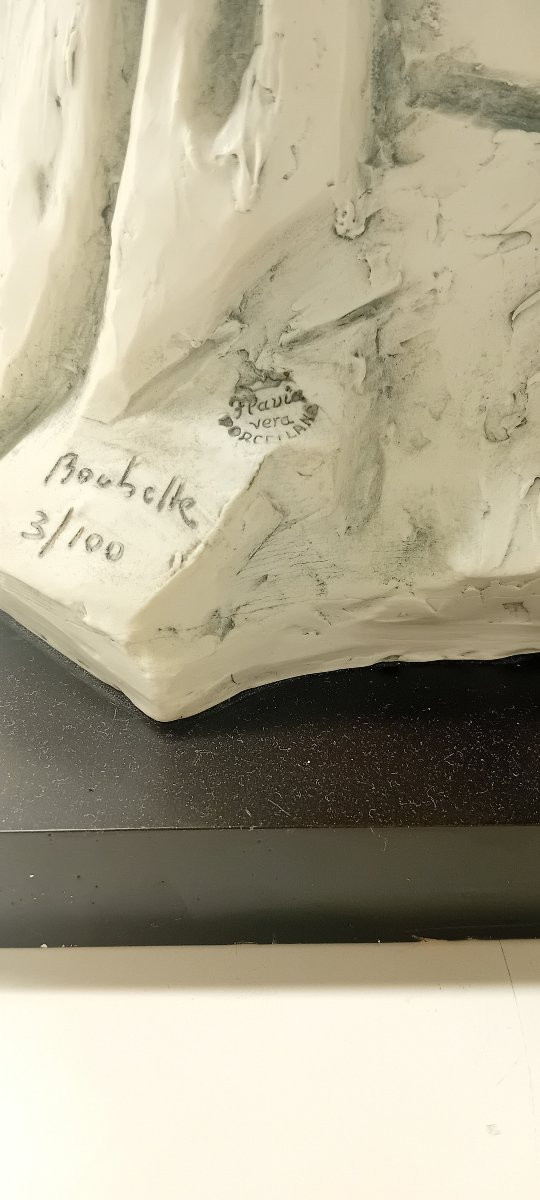 Flavia
vera
PORCELLANA
3/100